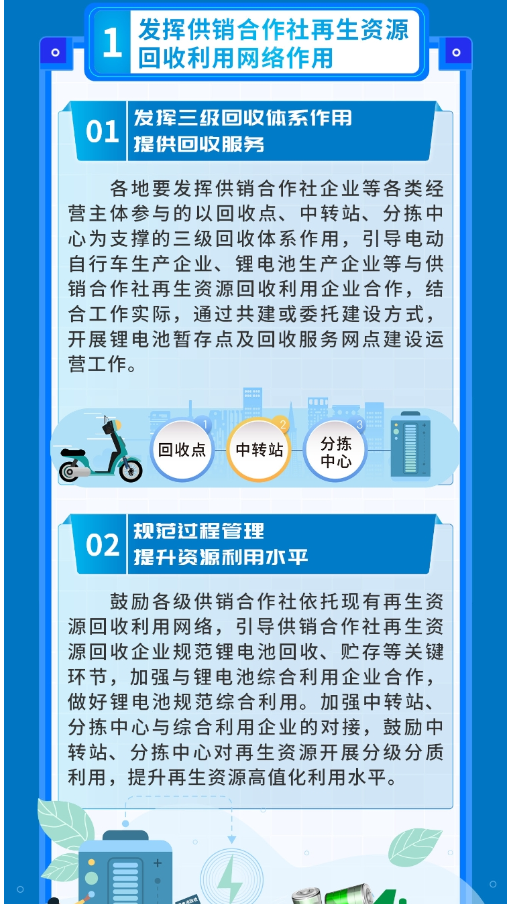 1
发挥供销合作社再生资源
回收利用网络作用
01
发挥三级回收体系作用
提供回收服务
各地要发挥供销合作社企业等各类经
营主体参与的以回收点、中转站、分拣中
心为支撑的三级回收体系作用，引导电动
自行车生产企业、锂电池生产企业等与供
销合作社再生资源回收利用企业合作，结
合工作实际，通过共建或委托建设方式，
开展锂电池暂存点及回收服务网点建设运
营工作。
1
回收点
2
中转站
3
分拣
中心
02
规范过程管理
提升资源利用水平
鼓励各级供销合作社依托现有再生资
源回收利用网络，引导供销合作社再生资
源回收企业规范锂电池回收、贮存等关键
环节，加强与锂电池综合利用企业合作，
做好锂电池规范综合利用。加强中转站、
分拣中心与综合利用企业的对接，鼓励中
转站、分拣中心对再生资源开展分级分质
利用，提升再生资源高值化利用水平。